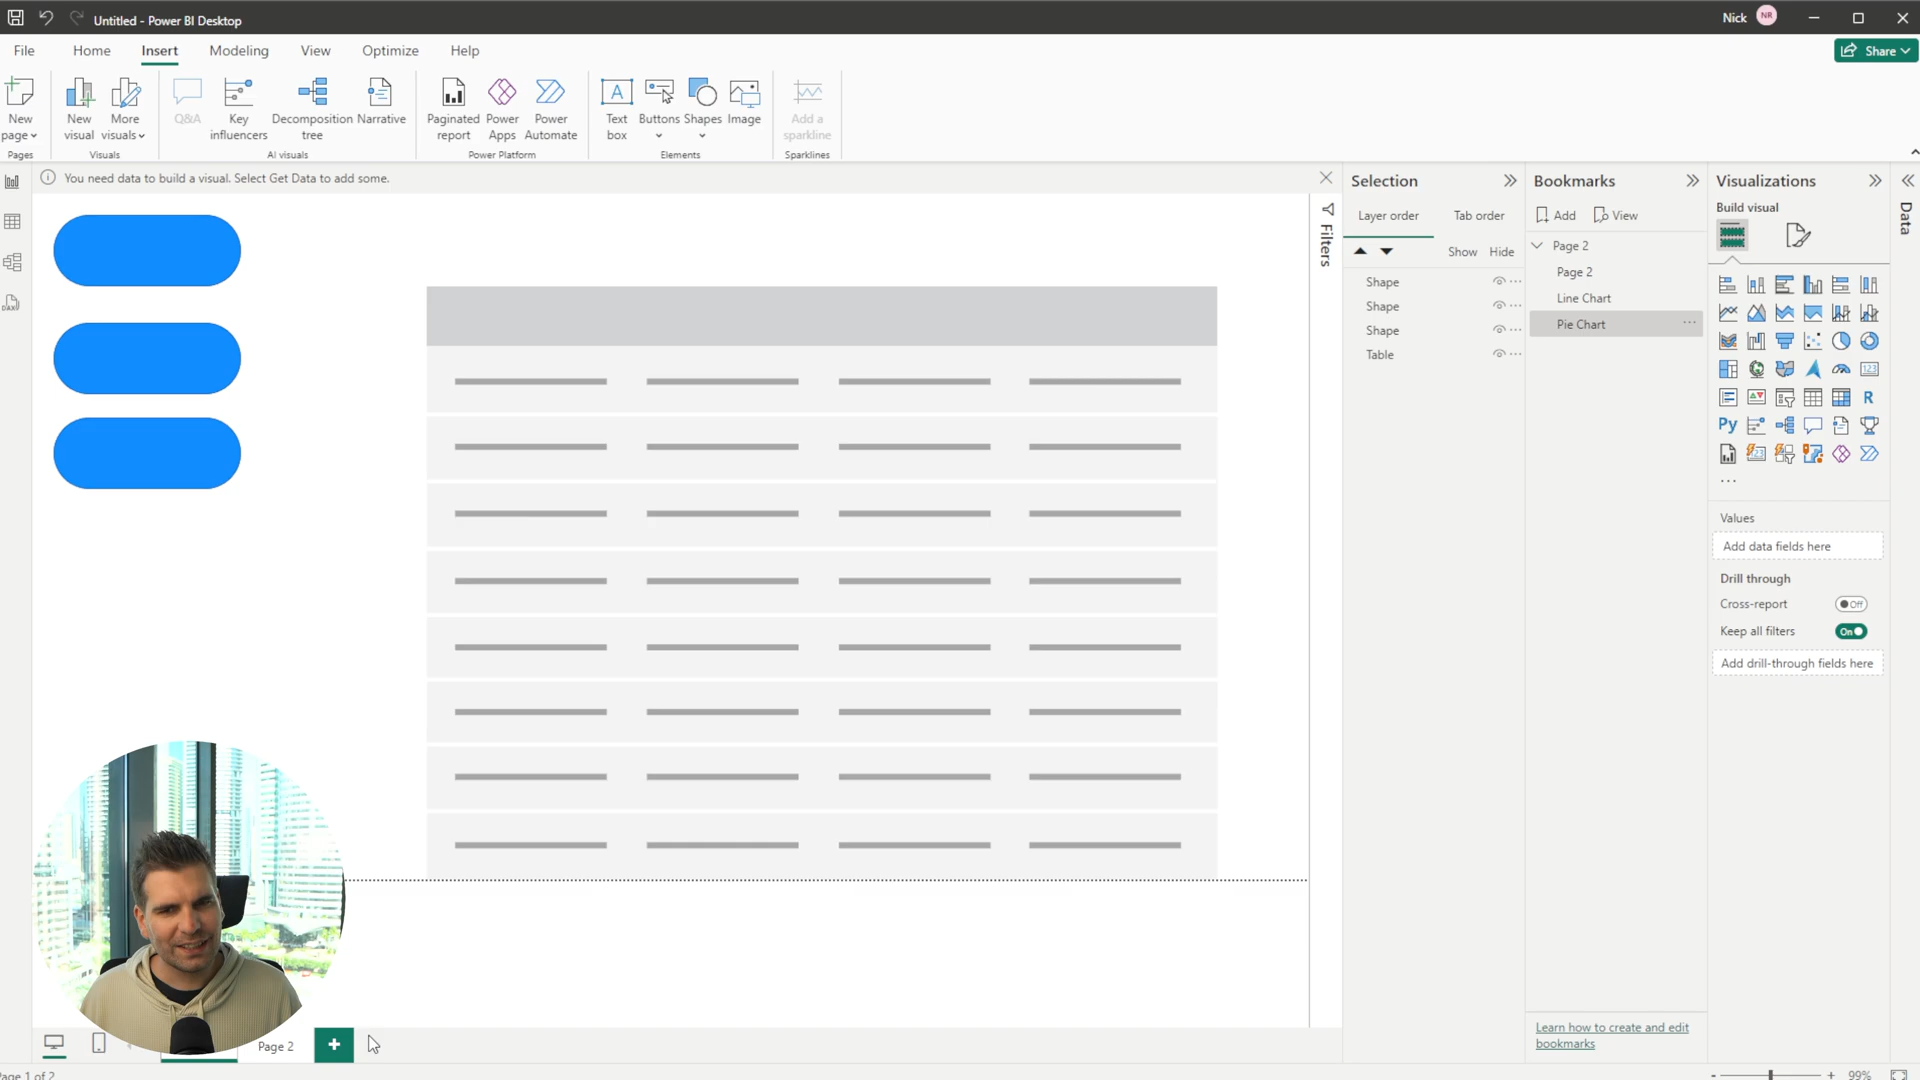 Untitled - Power BI Desktop
Nick
NR
File
Home
Insert
Modeling
View
Optimize
Help
Share
New
page
Pages
New
visual
More
visuals
Visuals
Q&A
Key
influencers
Decomposition
tree
Narrative
AI visuals
Paginated
report
Power
Apps
Power
Automate
Power Platform
Text
box
Buttons
Shapes
Image
Elements
Add a
sparkline
Sparklines
You need data to build a visual. Select Get Data to add some.
DAX
Filters
Selection
Layer order
Tab order
Show
Hide
Shape
Shape
Shape
Table
Bookmarks
Add
View
Page 2
Page 2
Line Chart
Pie Chart
Learn how to create and edit
bookmarks
Visualizations
Build visual
123
R
Py
123
Values
Add data fields here
Drill through
Cross-report
Off
Keep all filters
On
Add drill-through fields here
Data
Page 2
Page 1 of 2
- + 99%